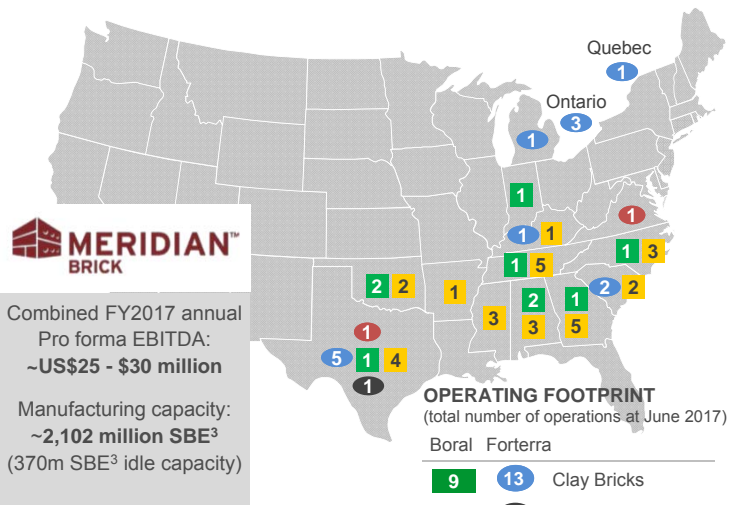 Quebec
1
Ontario
3
1
1
1
1
1
1 3
1 5
2 2
1
2
1
2 2
3
3
5
1
5 1 4
1
MERIDIAN™
BRICK
Combined FY2017 annual
Pro forma EBITDA:
~US$25 - $30 million
Manufacturing capacity:
~2,102 million SBE³
(370m SBE³ idle capacity)
OPERATING FOOTPRINT
(total number of operations at June 2017)
Boral Forterra
9 13 Clay Bricks